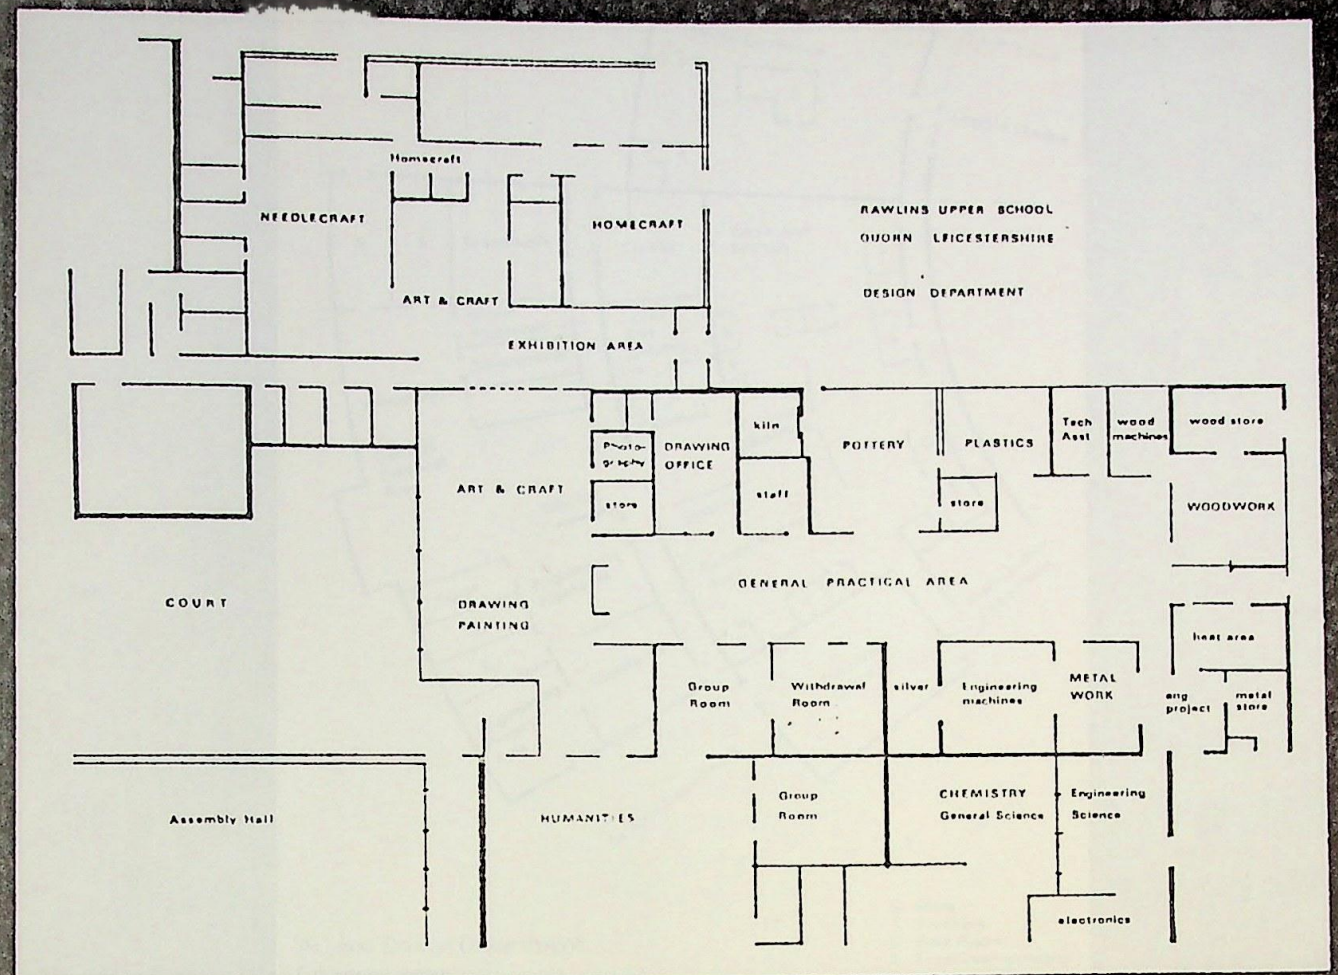 Homecraft
NEEDLECRAFT
HOMECRAFT
RAWLINS UPPER SCHOOL
QUORN LEICESTERSHIRE
DESIGN DEPARTMENT
ART & CRAFT
EXHIBITION AREA
kiln
Tech
Asst
wood
machines
wood store
Photo-
graphy
DRAWING
OFFICE
POTTERY
PLASTICS
ART & CRAFT
store
staff
store
WOODWORK
GENERAL PRACTICAL AREA
COURT
DRAWING
PAINTING
heat area
Group
Room
Withdrawal
Room
silver
Engineering
machines
METAL
WORK
eng
project
metal
store
Assembly Hall
HUMANITIES
Group
Room
CHEMISTRY
General Science
Engineering
Science
electronics